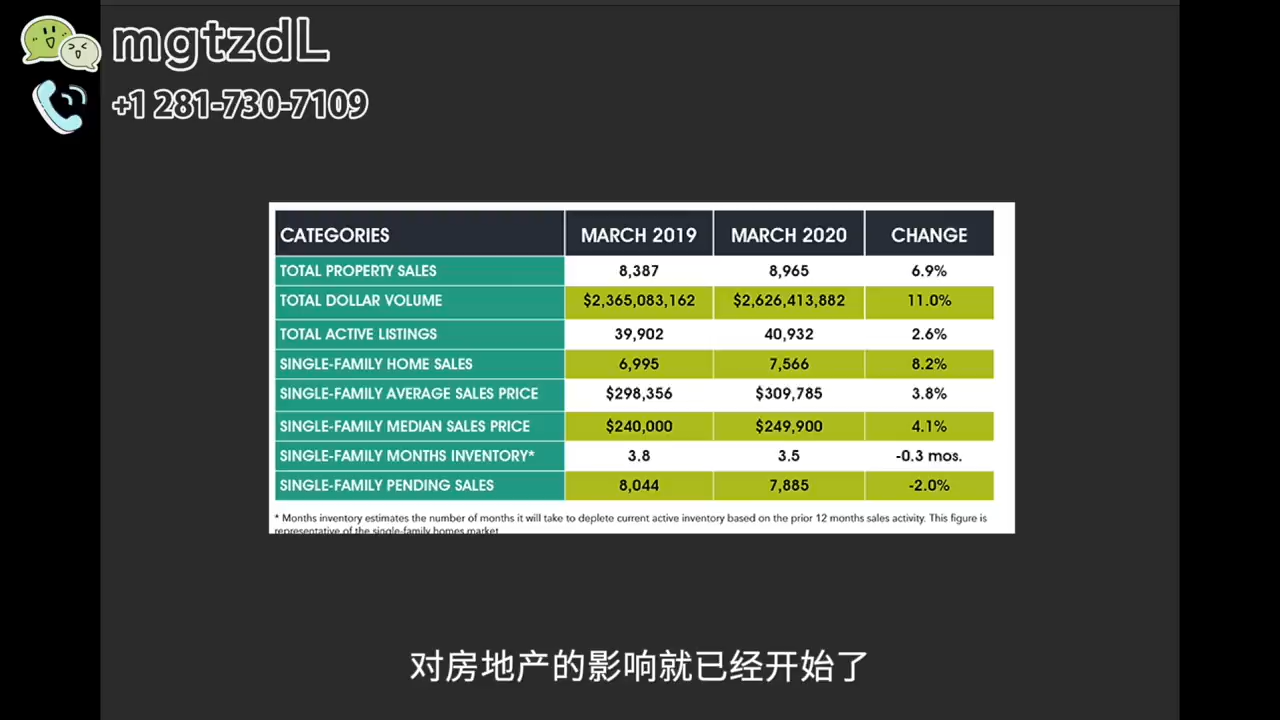 mgtzdL
+1 281-730-7109
CATEGORIES MARCH 2019 MARCH 2020 CHANGE
TOTAL PROPERTY SALES 8,387 8,965 6.9%
TOTAL DOLLAR VOLUME $2,365,083,162 $2,626,413,882 11.0%
TOTAL ACTIVE LISTINGS 39,902 40,932 2.6%
SINGLE-FAMILY HOME SALES 6,995 7,566 8.2%
SINGLE-FAMILY AVERAGE SALES PRICE $298,356 $309,785 3.8%
SINGLE-FAMILY MEDIAN SALES PRICE $240,000 $249,900 4.1%
SINGLE-FAMILY MONTHS INVENTORY* 3.8 3.5 -0.3 mos.
SINGLE-FAMILY PENDING SALES 8,044 7,885 -2.0%
* Months inventory estimates the number of months it will take to deplete current active inventory based on the prior 12 months sales activity. This figure is
representative of the single-family homes market.
对房地产的影响就已经开始了